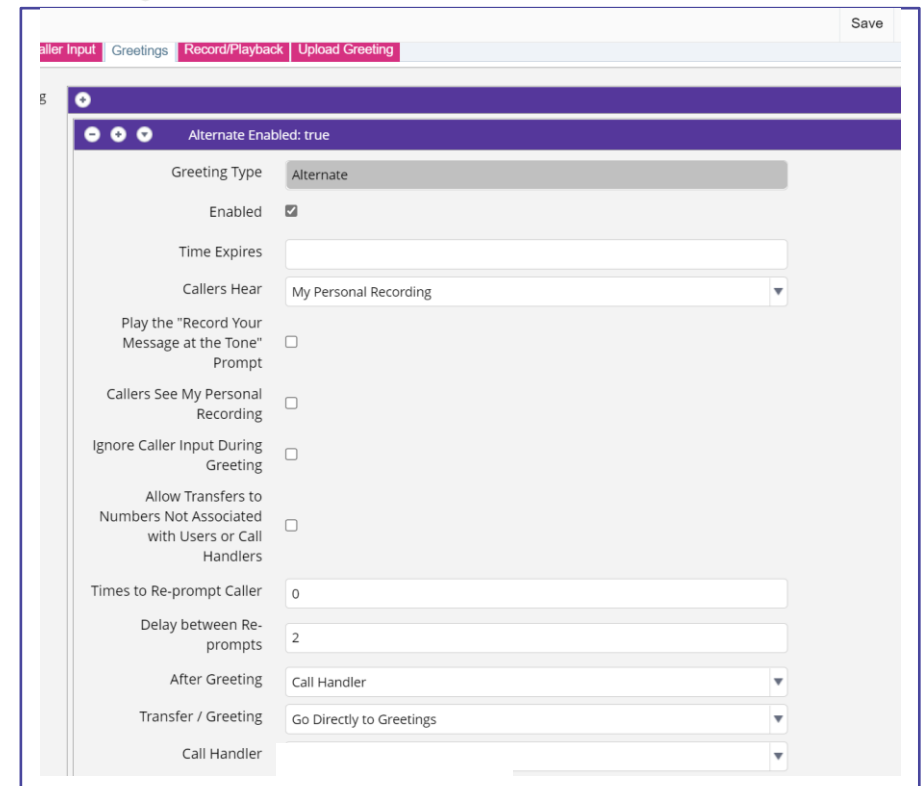 Save
aller Input Greetings Record/Playback Upload Greeting
g
Alternate Enabled: true
Greeting Type Alternate
Enabled
Time Expires
Callers Hear My Personal Recording
Play the "Record Your
Message at the Tone"
Prompt
Callers See My Personal
Recording
Ignore Caller Input During
Greeting
Allow Transfers to
Numbers Not Associated
with Users or Call
Handlers
Times to Re-prompt Caller 0
Delay between Re-
prompts 2
After Greeting Call Handler
Transfer / Greeting Go Directly to Greetings
Call Handler